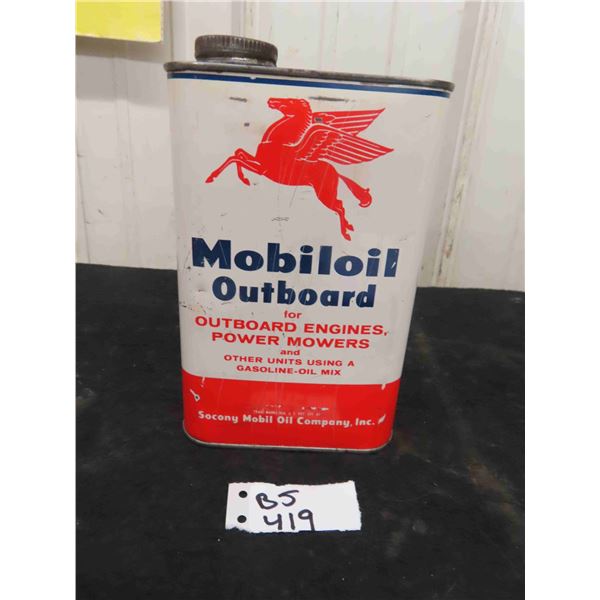 Mobiloil
Outboard
for
OUTBOARD ENGINES,
POWER MOWERS
and
OTHER UNITS USING A
GASOLINE-OIL MIX
Socony Mobil Oil Company, Inc.
BJ
419